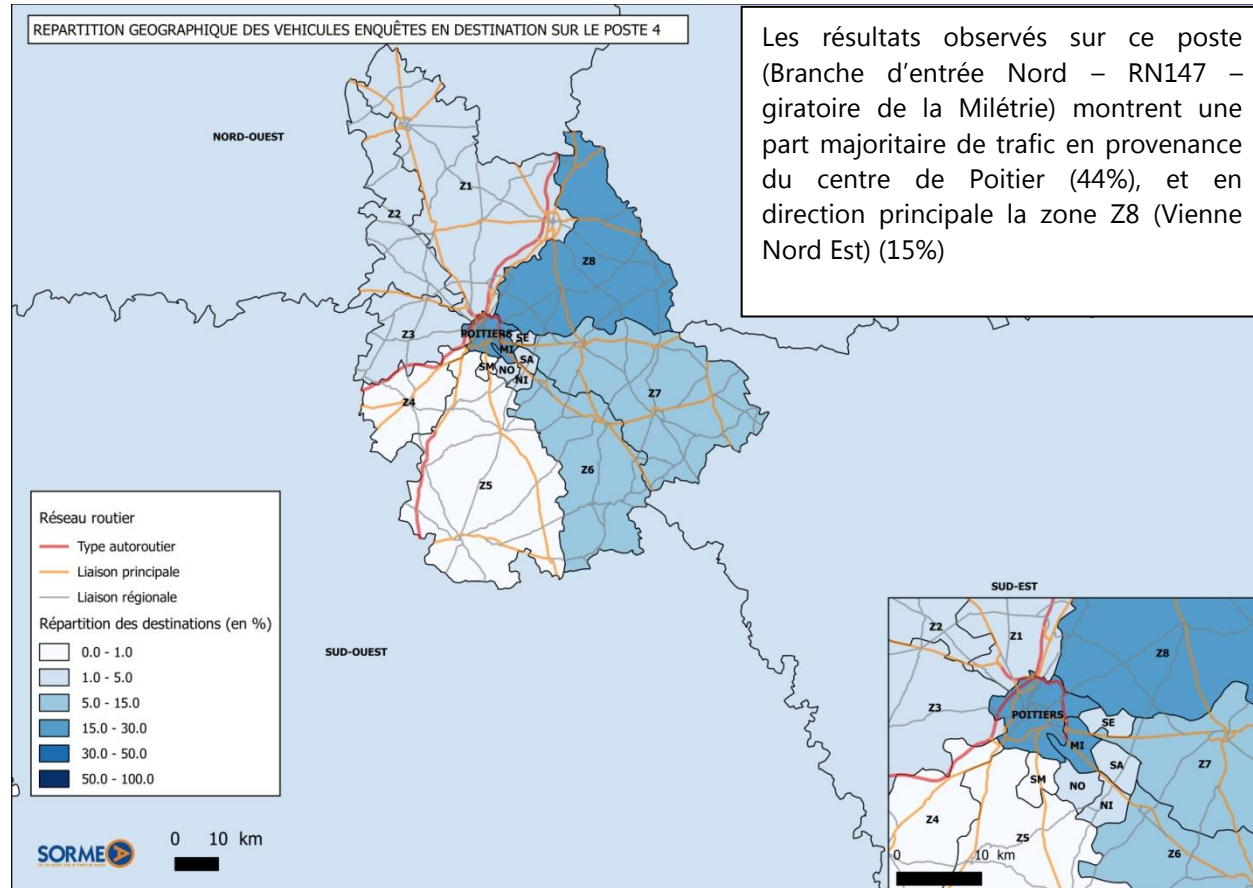 REPARTITION GEOGRAPHIQUE DES VEHICULES ENQUÊTES EN DESTINATION SUR LE POSTE 4
Les résultats observés sur ce poste
(Branche d'entrée Nord – RN147 –
giratoire de la Milétrie) montrent une
part majoritaire de trafic en provenance
du centre de Poitier (44%), et en
direction principale la zone Z8 (Vienne
Nord Est) (15%)
NORD-OUEST
Z1
Z2
Z8
Z3
POITIERS
SE
MI
SA
SM
NO
NI
Z4
Z7
Z6
Z5
Réseau routier
Type autoroutier
Liaison principale
Liaison régionale
Répartition des destinations (en %)
0.0 - 1.0
1.0 - 5.0
5.0 - 15.0
15.0 - 30.0
30.0 - 50.0
50.0 - 100.0
SUD-OUEST
SUD-EST
Z2
Z1
Z8
Z3
POITIERS
SE
MI
SA
Z7
SM
NO
NI
Z4
Z5
Z6
0 10 km
SORMEA
0 10 km